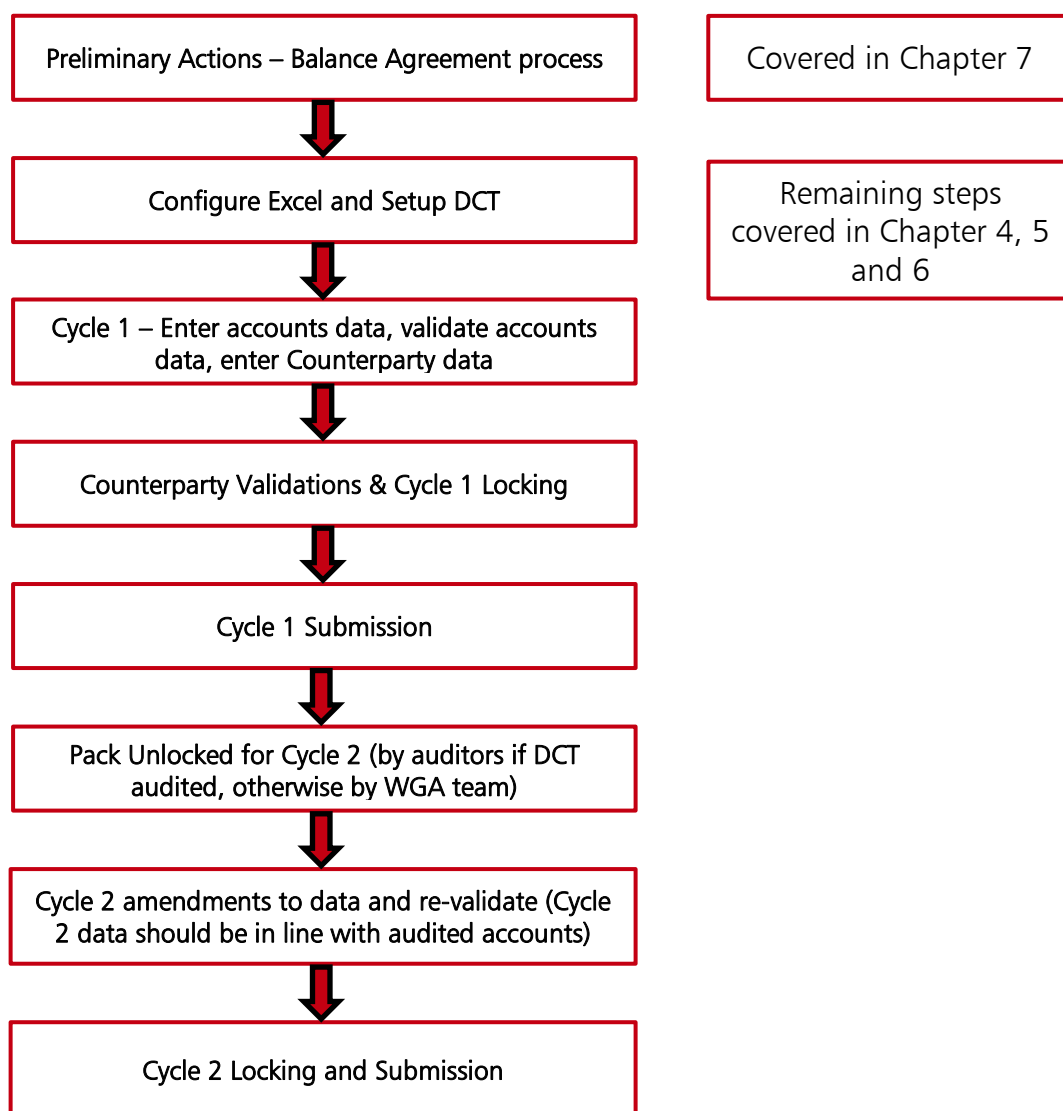 Preliminary Actions – Balance Agreement process
Covered in Chapter 7
Configure Excel and Setup DCT
Remaining steps
covered in Chapter 4, 5
and 6
Cycle 1 – Enter accounts data, validate accounts
data, enter Counterparty data
Counterparty Validations & Cycle 1 Locking
Cycle 1 Submission
Pack Unlocked for Cycle 2 (by auditors if DCT
audited, otherwise by WGA team)
Cycle 2 amendments to data and re-validate (Cycle
2 data should be in line with audited accounts)
Cycle 2 Locking and Submission